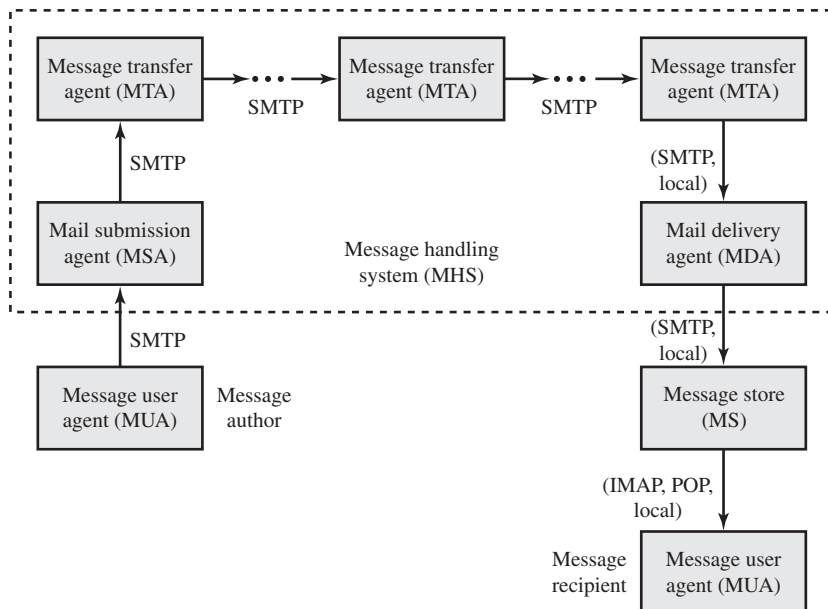 Message transfer
agent (MTA)
SMTP
Message transfer
agent (MTA)
SMTP
Message transfer
agent (MTA)
SMTP
(SMTP,
local)
Mail submission
agent (MSA)
Message handling
system (MHS)
Mail delivery
agent (MDA)
SMTP
(SMTP,
local)
Message user
agent (MUA)
Message
author
Message store
(MS)
(IMAP, POP,
local)
Message
recipient
Message user
agent (MUA)